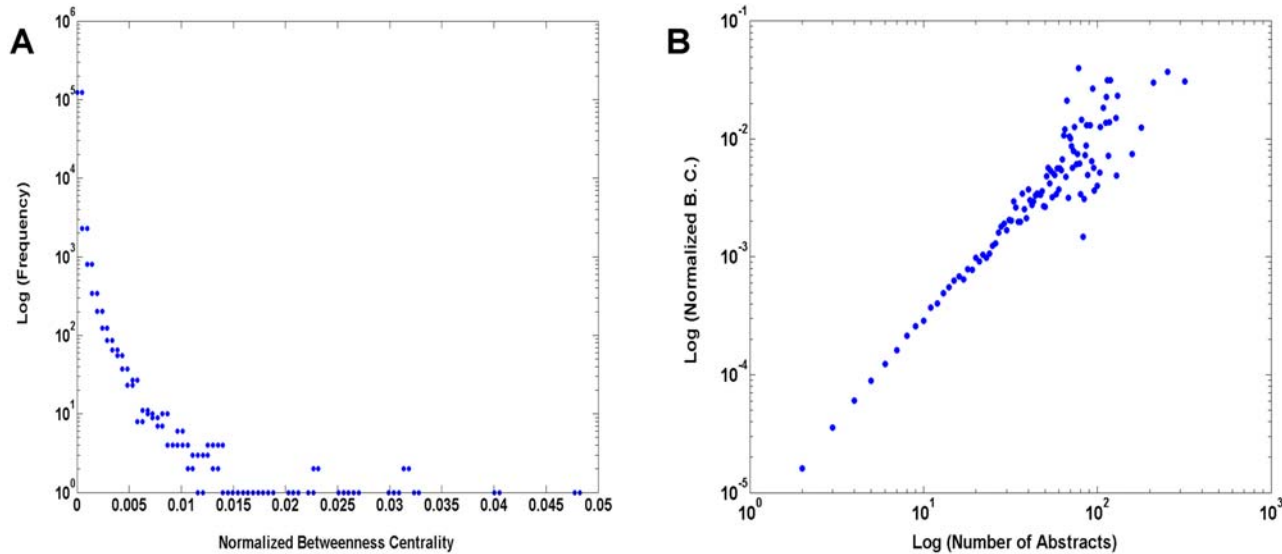 A
10^6
10^5
10^4
10^3
10^2
10^1
10^0
Log (Frequency)
0 0.005 0.01 0.015 0.02 0.025 0.03 0.035 0.04 0.045 0.05
Normalized Betweenness Centrality
B
10^-1
10^-2
10^-3
10^-4
10^-5
Log (Normalized B. C.)
10^0 10^1 10^2 10^3
Log (Number of Abstracts)